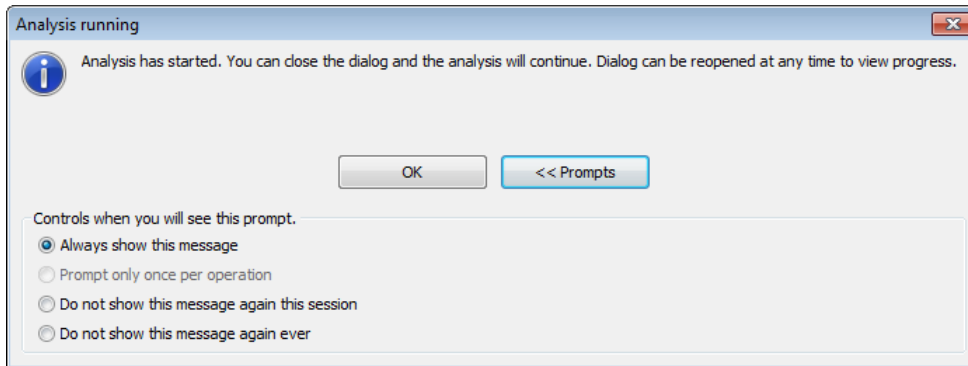 Analysis running
Analysis has started. You can close the dialog and the analysis will continue. Dialog can be reopened at any time to view progress.
OK
<< Prompts
Controls when you will see this prompt.
Always show this message
Prompt only once per operation
Do not show this message again this session
Do not show this message again ever